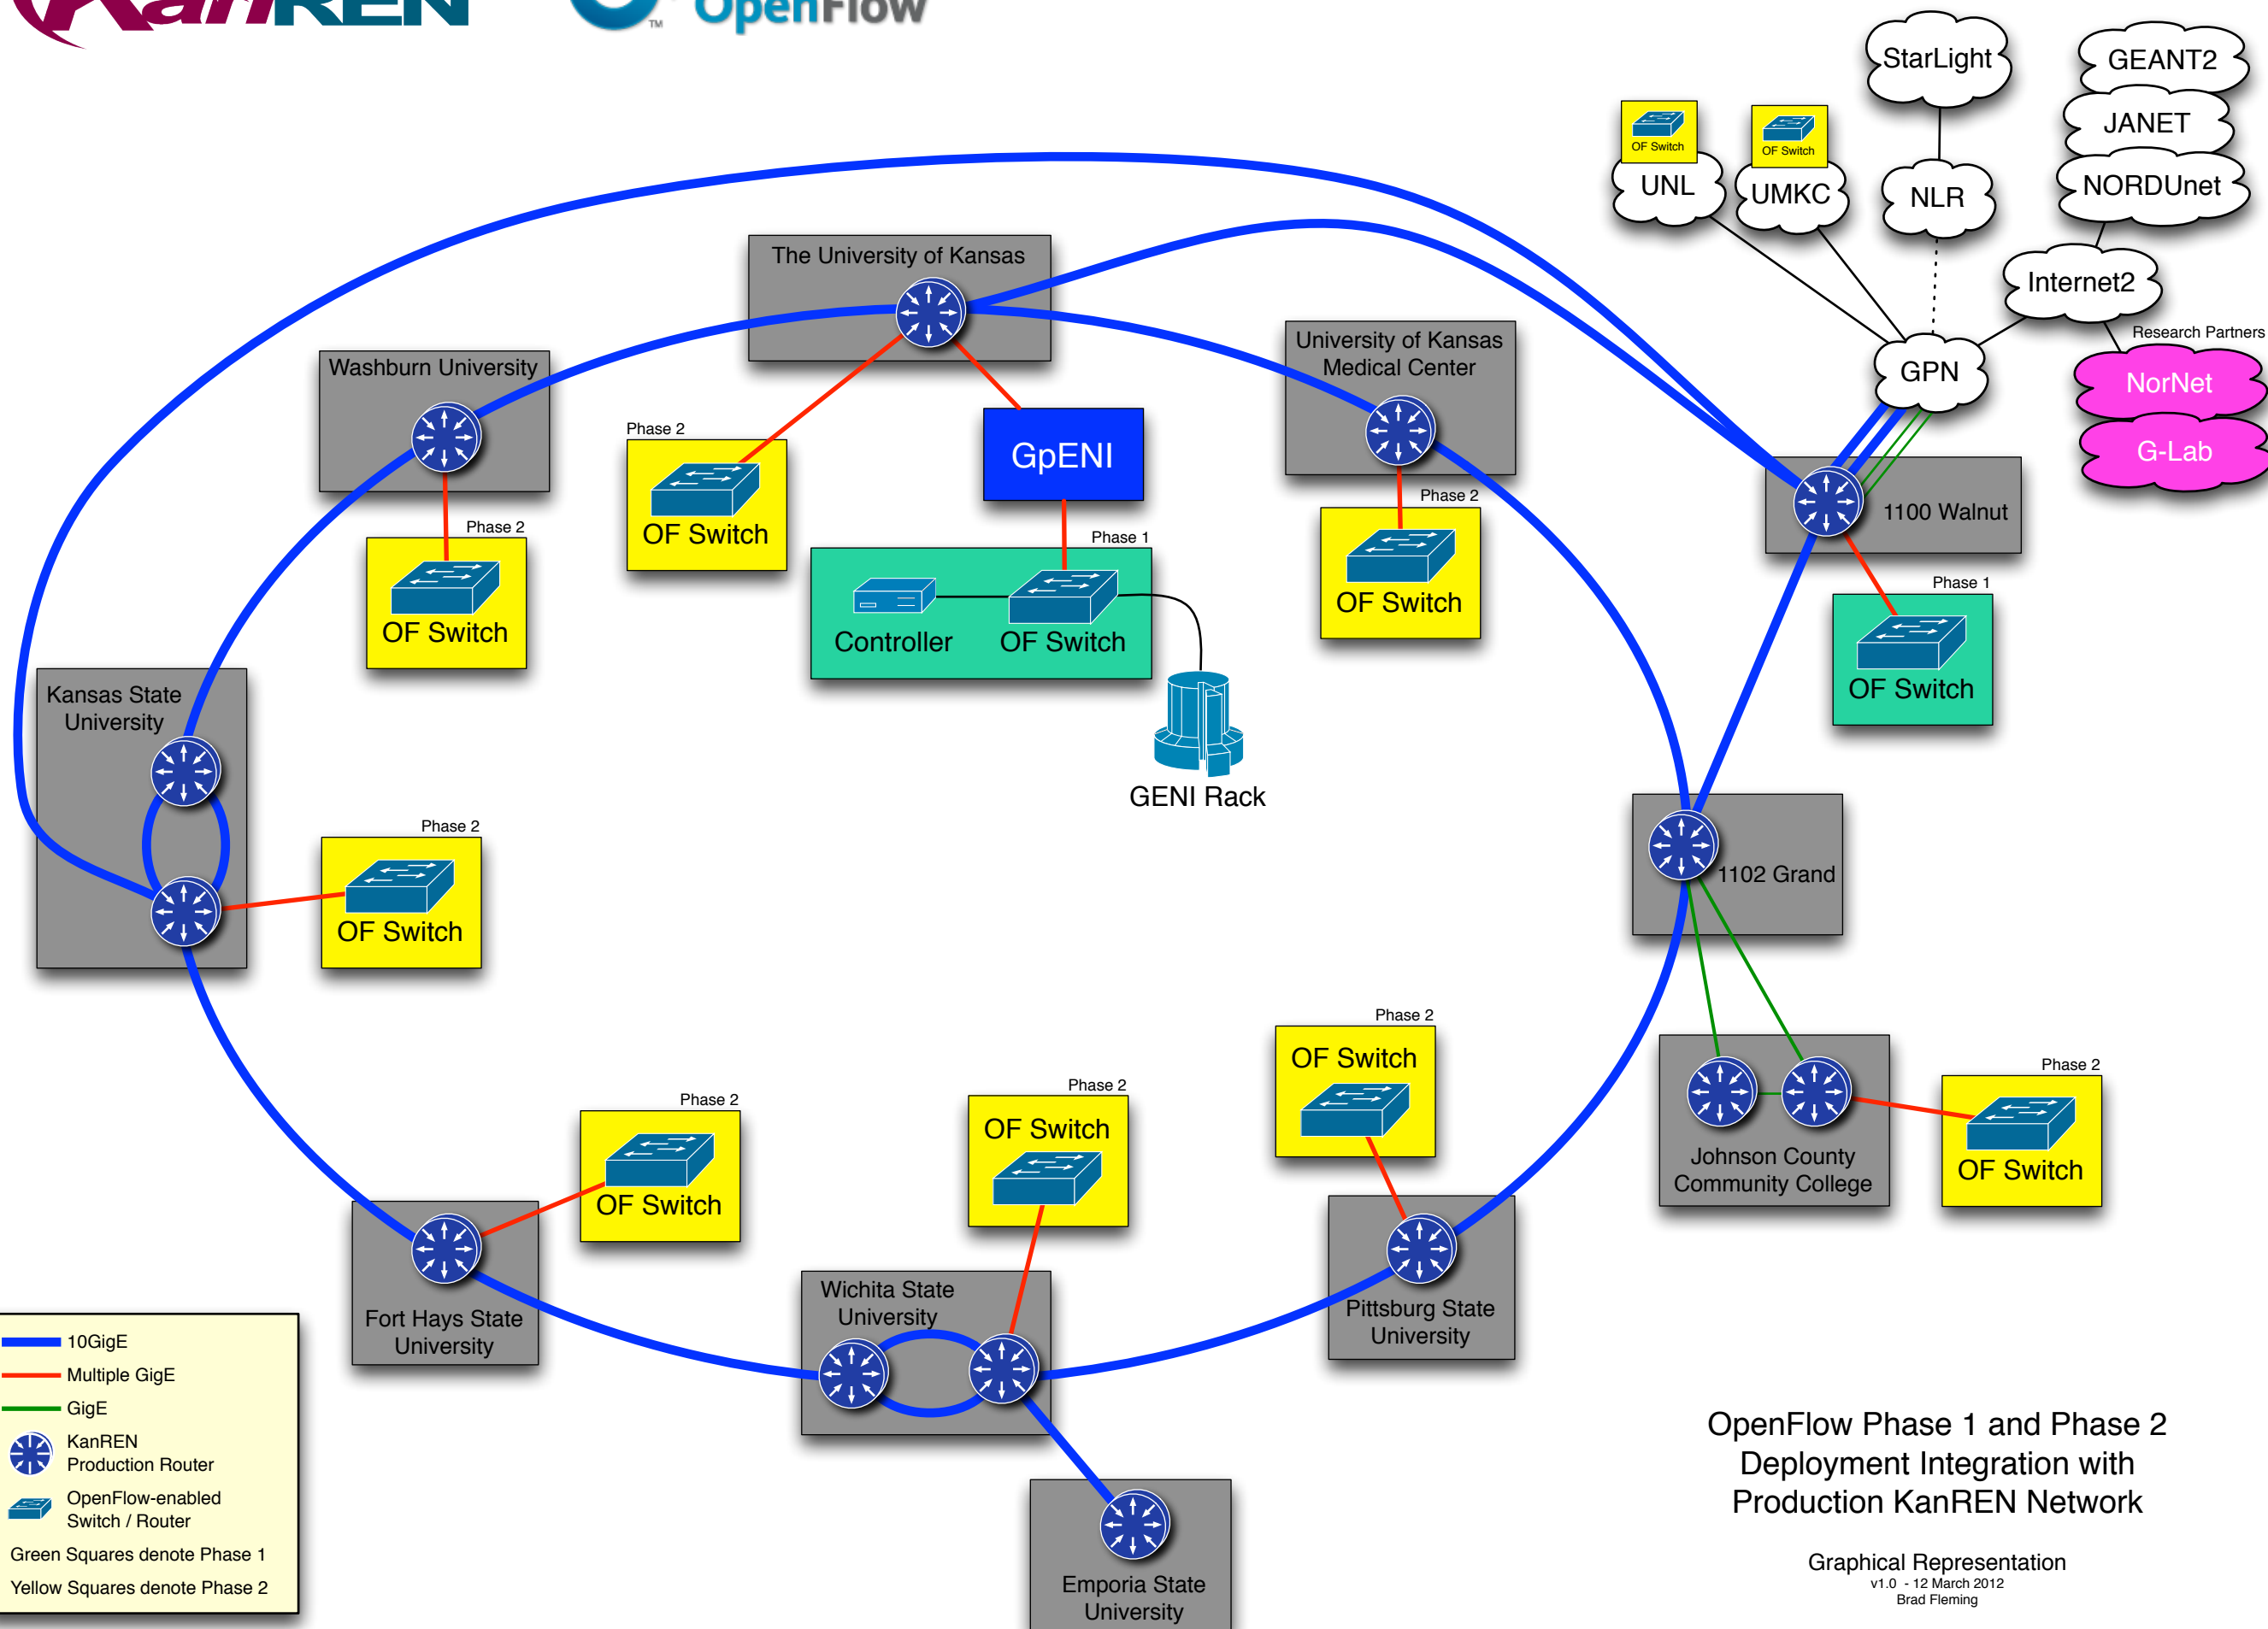 KanREN
OpenFlow
TM
StarLight
GEANT2
JANET
NORDUnet
OF Switch
UNL
OF Switch
UMKC
NLR
Internet2
GPN
Research Partners
NorNet
G-Lab
The University of Kansas
University of Kansas
Medical Center
Washburn University
Phase 2
OF Switch
GpENI
Phase 2
OF Switch
Phase 2
OF Switch
Phase 1
Controller
OF Switch
GENI Rack
1100 Walnut
Phase 1
OF Switch
Kansas State
University
Phase 2
OF Switch
1102 Grand
Phase 2
OF Switch
Johnson County
Community College
Phase 2
OF Switch
Pittsburg State
University
Phase 2
OF Switch
Wichita State
University
Phase 2
OF Switch
Fort Hays State
University
Emporia State
University
10GigE
Multiple GigE
GigE
KanREN
Production Router
OpenFlow-enabled
Switch / Router
Green Squares denote Phase 1
Yellow Squares denote Phase 2
OpenFlow Phase 1 and Phase 2
Deployment Integration with
Production KanREN Network
Graphical Representation
v1.0 - 12 March 2012
Brad Fleming